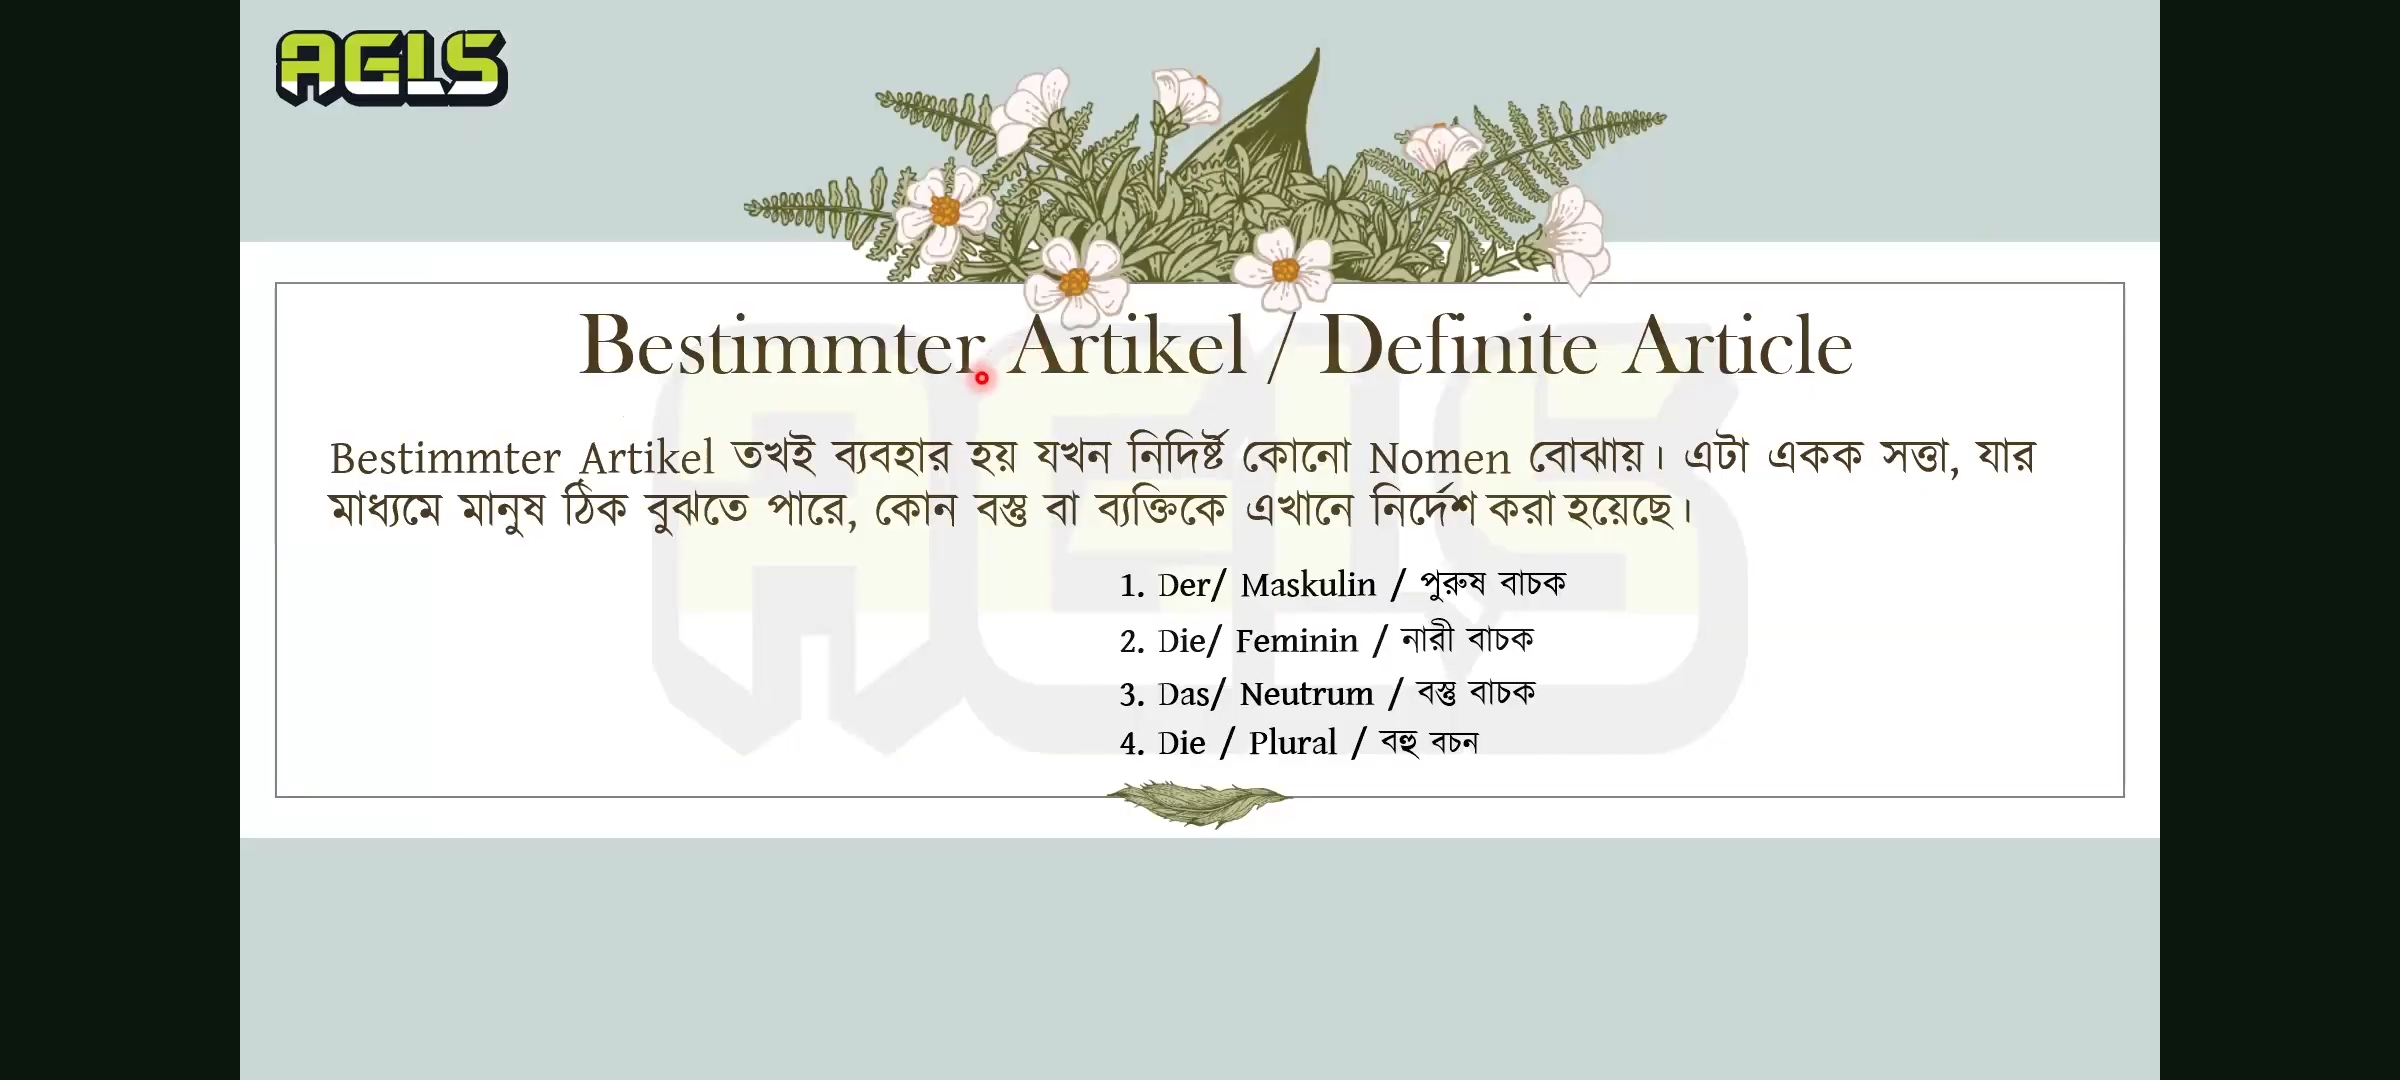 AGLS
Bestimmter Artikel / Definite Article
Bestimmter Artikel তখই ব্যবহার হয় যখন নিদির্ষ্ট কোনো Nomen বোঝায়। এটা একক সত্তা, যার
মাধ্যমে মানুষ ঠিক বুঝতে পারে, কোন বস্তু বা ব্যক্তিকে এখানে নির্দেশ করা হয়েছে।
1. Der/ Maskulin / পুরুষ বাচক
2. Die/ Feminin / নারী বাচক
3. Das/ Neutrum / বস্তু বাচক
4. Die / Plural / বহু বচন